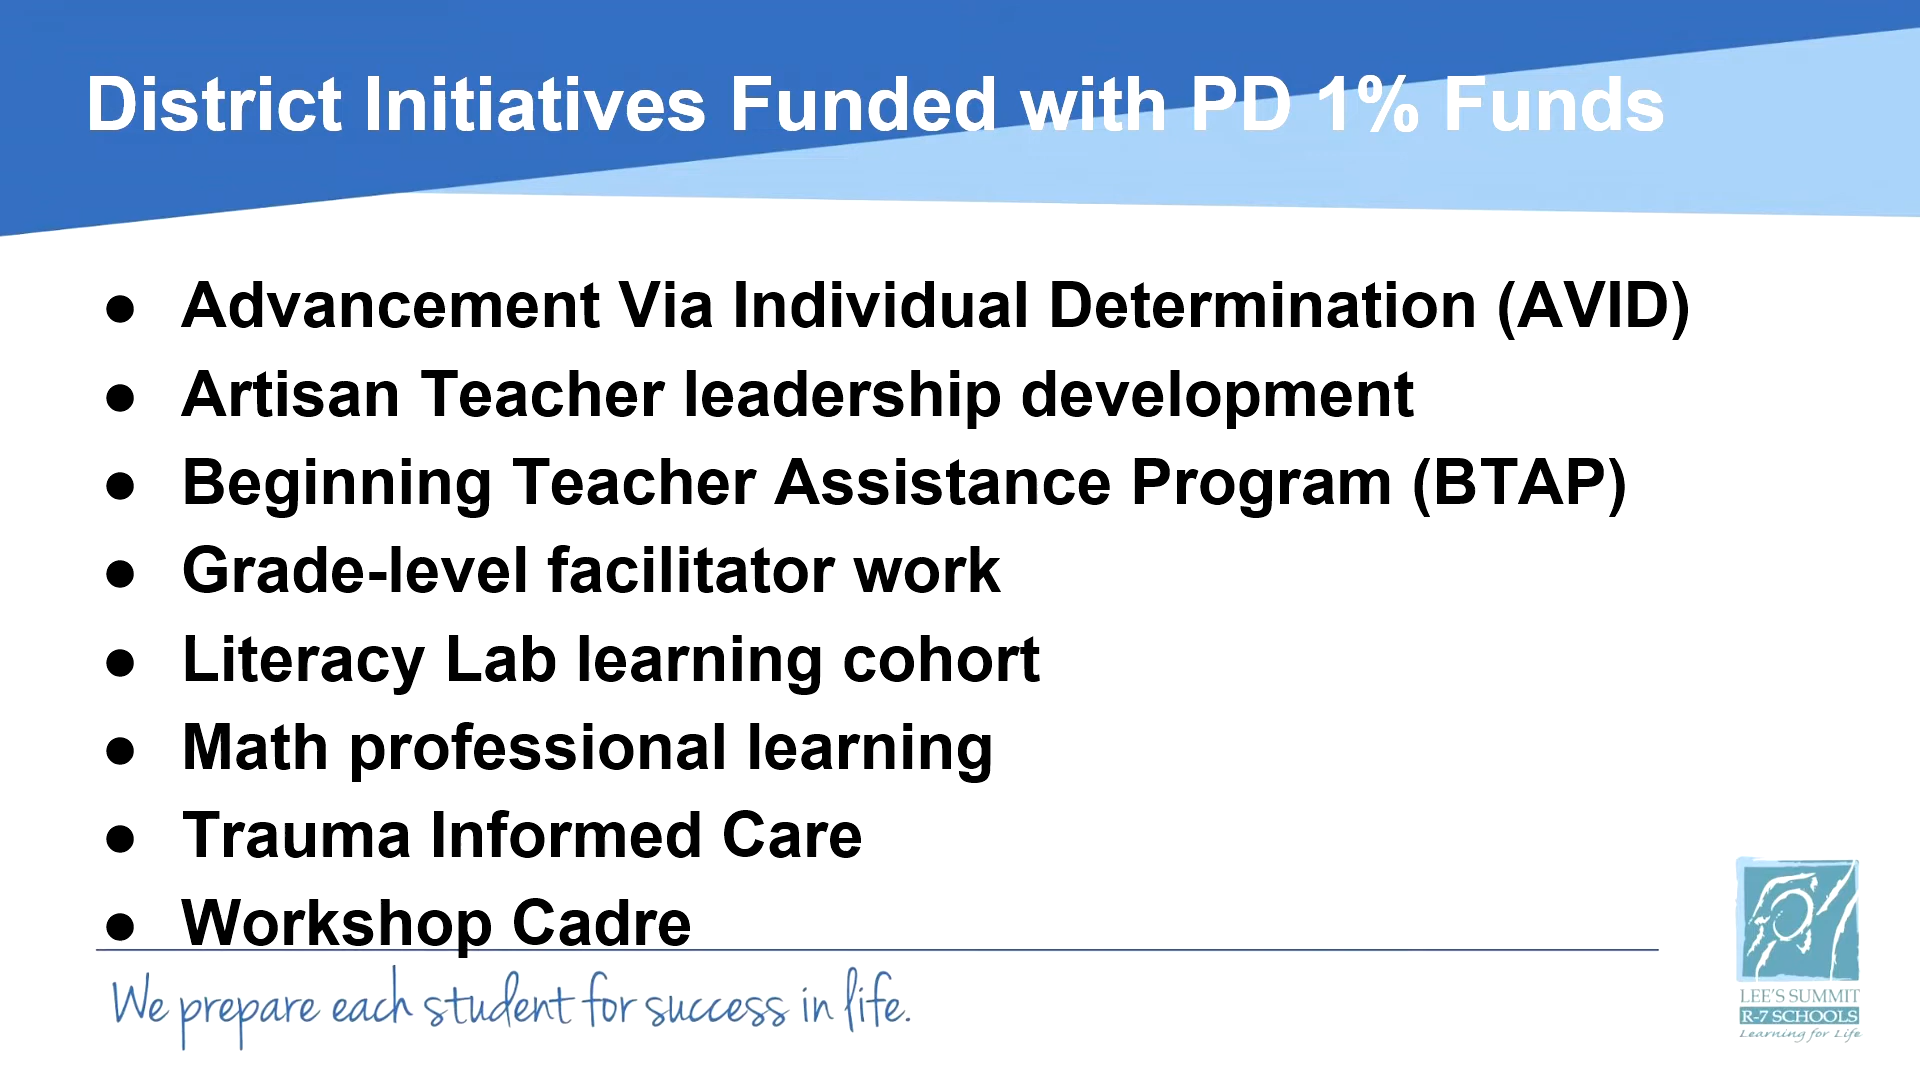 District Initiatives Funded with PD 1% Funds
● Advancement Via Individual Determination (AVID)
● Artisan Teacher leadership development
● Beginning Teacher Assistance Program (BTAP)
● Grade-level facilitator work
● Literacy Lab learning cohort
● Math professional learning
● Trauma Informed Care
● Workshop Cadre
We prepare each student for success in life.
LEE'S SUMMIT
R-7 SCHOOLS
Learning for Life